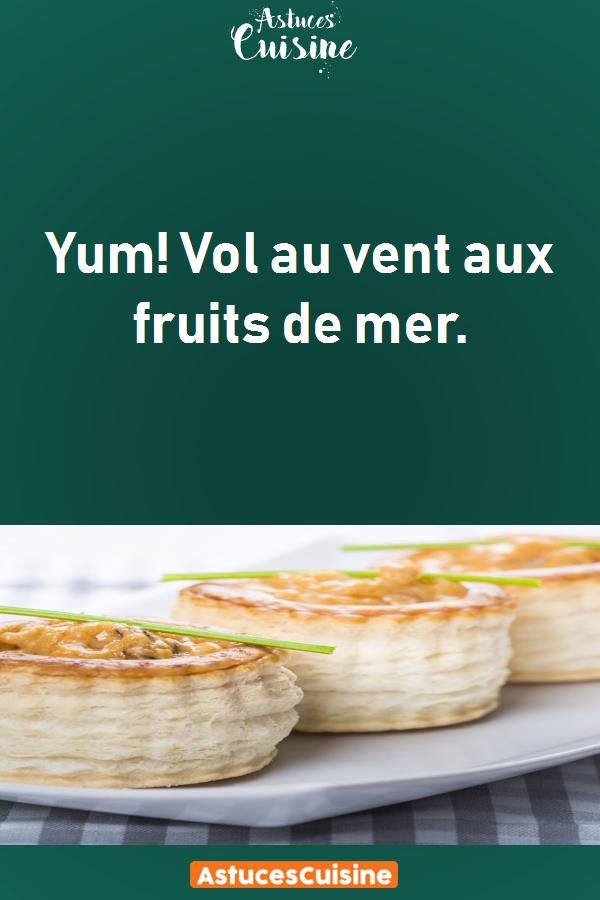 Astuces
Cuisine
Yum! Vol au vent aux
fruits de mer.
AstucesCuisine